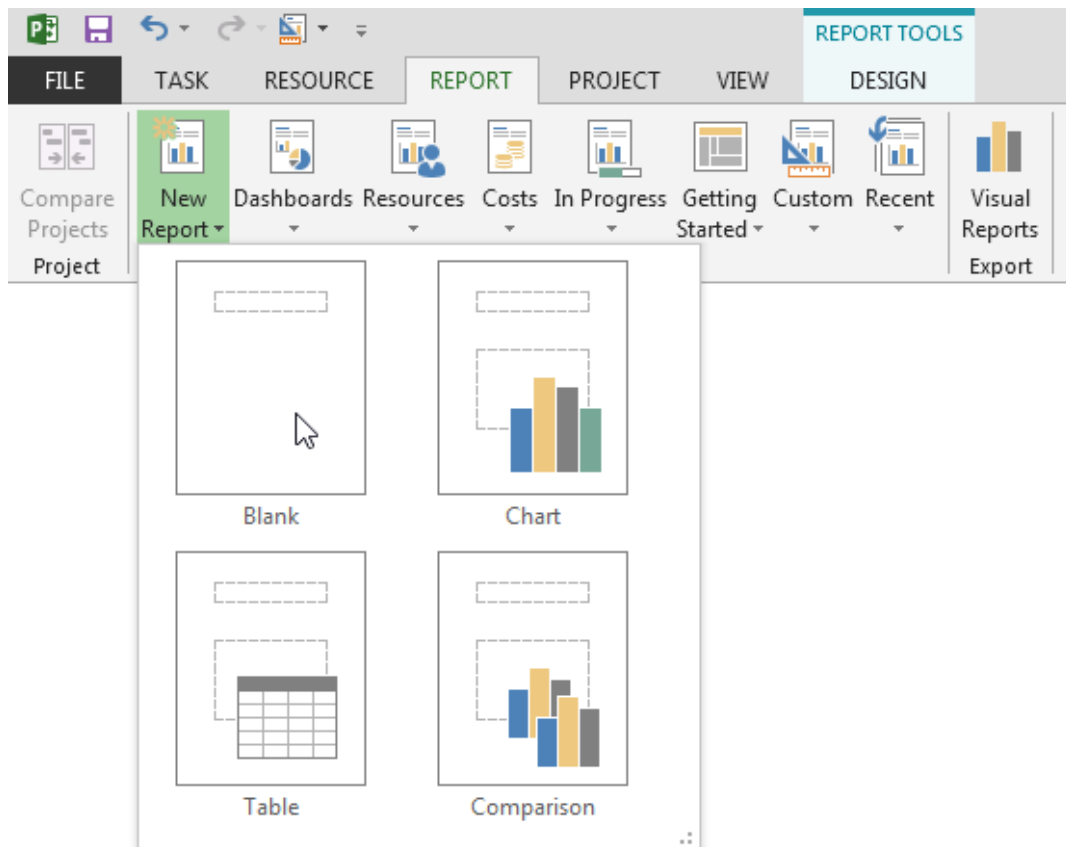 REPORT TOOLS
FILE TASK RESOURCE REPORT PROJECT VIEW DESIGN
Compare Projects
New Report
Dashboards
Resources
Costs
In Progress
Getting Started
Custom
Recent
Visual Reports
Project
Export
Blank
Chart
Table
Comparison